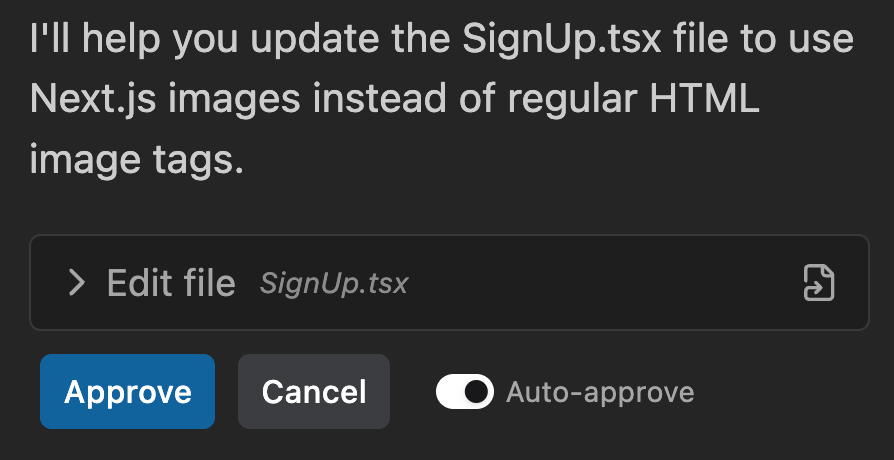 I'll help you update the SignUp.tsx file to use
Next.js images instead of regular HTML
image tags.
Edit file SignUp.tsx
Approve Cancel Auto-approve